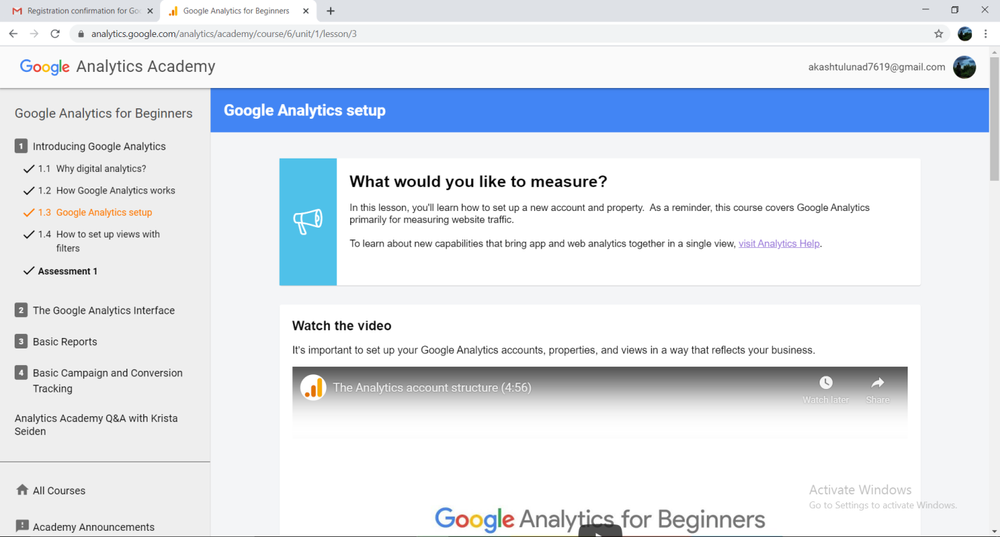 Registration confirmation for Goo
Google Analytics for Beginners
analytics.google.com/analytics/academy/course/6/unit/1/lesson/3
Google Analytics Academy
akashtulunad7619@gmail.com
Google Analytics for Beginners
1 Introducing Google Analytics
1.1 Why digital analytics?
1.2 How Google Analytics works
1.3 Google Analytics setup
1.4 How to set up views with
filters
Assessment 1
2 The Google Analytics Interface
3 Basic Reports
4 Basic Campaign and Conversion
Tracking
Analytics Academy Q&A with Krista
Seiden
All Courses
Academy Announcements
Google Analytics setup
What would you like to measure?
In this lesson, you'll learn how to set up a new account and property.  As a reminder, this course covers Google Analytics
primarily for measuring website traffic.
To learn about new capabilities that bring app and web analytics together in a single view, visit Analytics Help.
Watch the video
It's important to set up your Google Analytics accounts, properties, and views in a way that reflects your business.
The Analytics account structure (4:56)
Watch later
Share
Google Analytics for Beginners
Activate Windows
Go to Settings to activate Windows.